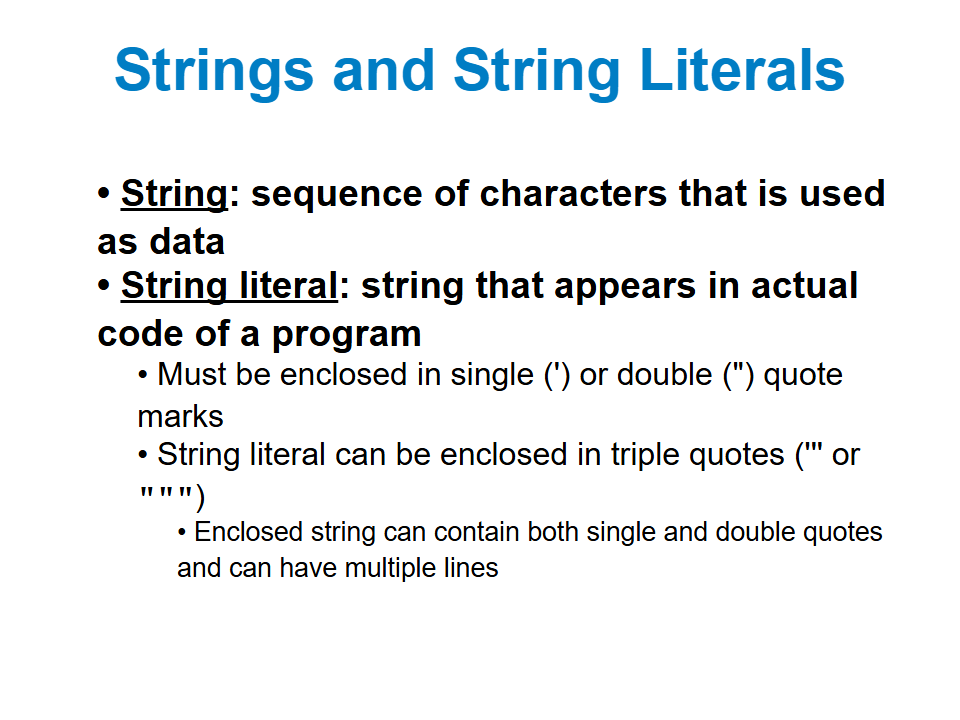 Strings and String Literals
• String: sequence of characters that is used
as data
• String literal: string that appears in actual
code of a program
• Must be enclosed in single (') or double (") quote
marks
• String literal can be enclosed in triple quotes (''' or
""")
• Enclosed string can contain both single and double quotes
and can have multiple lines